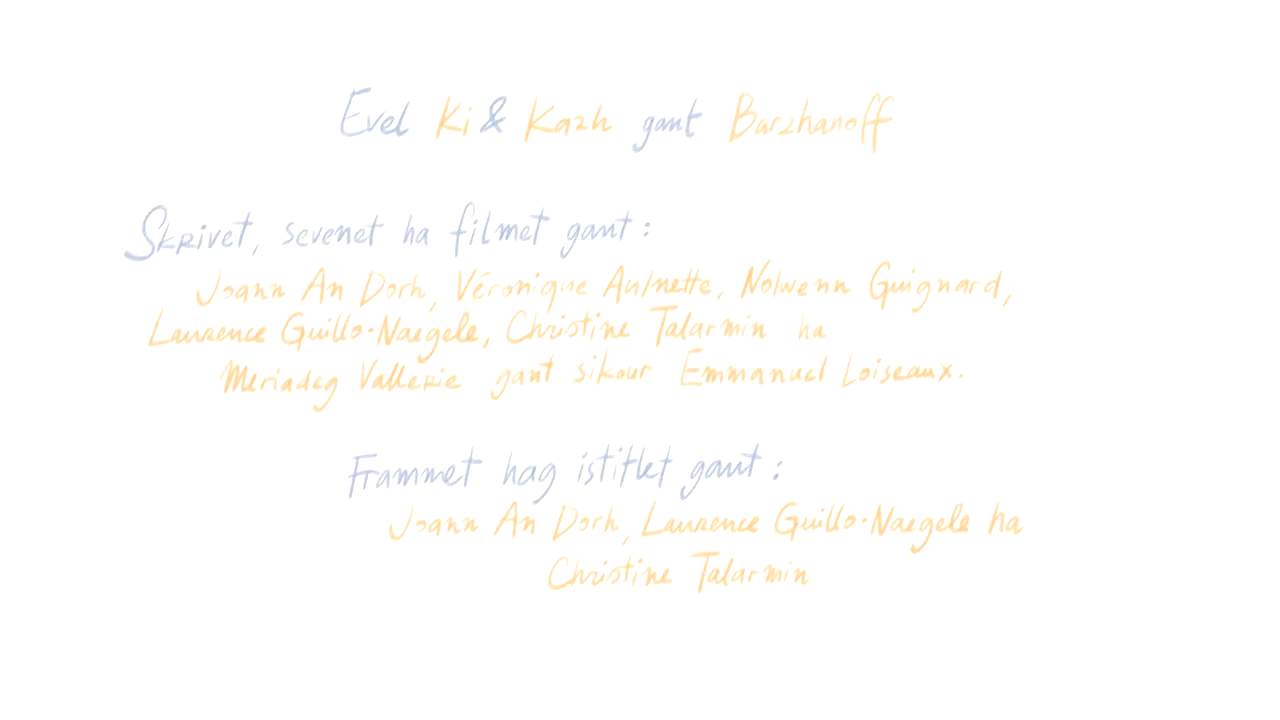 Evel Ki & Kazh gant Barzhanoff
Skrivet, sevenet ha filmet gant :
Joann An Dorh, Véronique Aulnette, Nolwenn Guignard,
Laurence Guillo-Naegele, Christine Talarmin ha
Meriadeg Vallerie gant sikour Emmanuel Loiseaux.
Frammet hag istitlet gant :
Joann An Dorh, Laurence Guillo-Naegele ha
Christine Talarmin